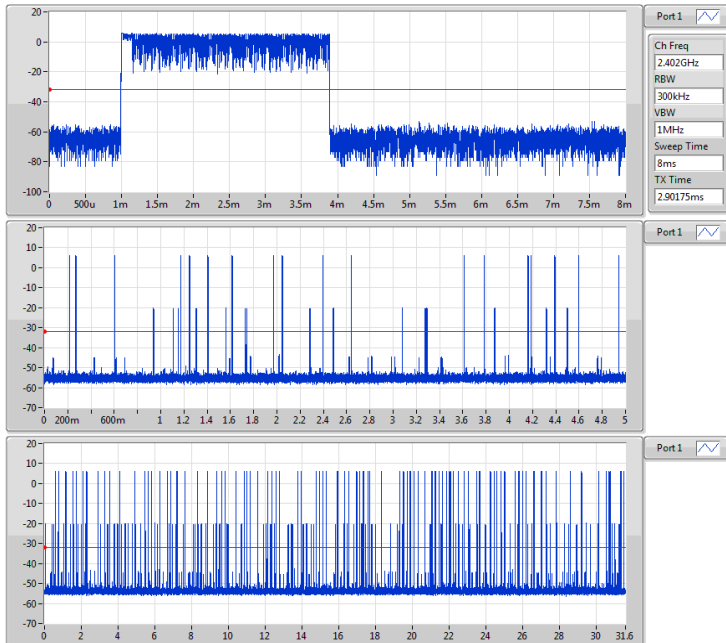 20
0
-20
-40
-60
-80
-100
0 500u 1m 1.5m 2m 2.5m 3m 3.5m 4m 4.5m 5m 5.5m 6m 6.5m 7m 7.5m 8m
Port 1
Ch Freq
2.402GHz
RBW
300kHz
VBW
1MHz
Sweep Time
8ms
TX Time
2.90175ms
20
10
0
-10
-20
-30
-40
-50
-60
-70
0 200m 600m 1 1.2 1.4 1.6 1.8 2 2.2 2.4 2.6 2.8 3 3.2 3.4 3.6 3.8 4 4.2 4.4 4.6 4.8 5
Port 1
20
10
0
-10
-20
-30
-40
-50
-60
-70
0 2 4 6 8 10 12 14 16 18 20 22 24 26 28 30 31.6
Port 1